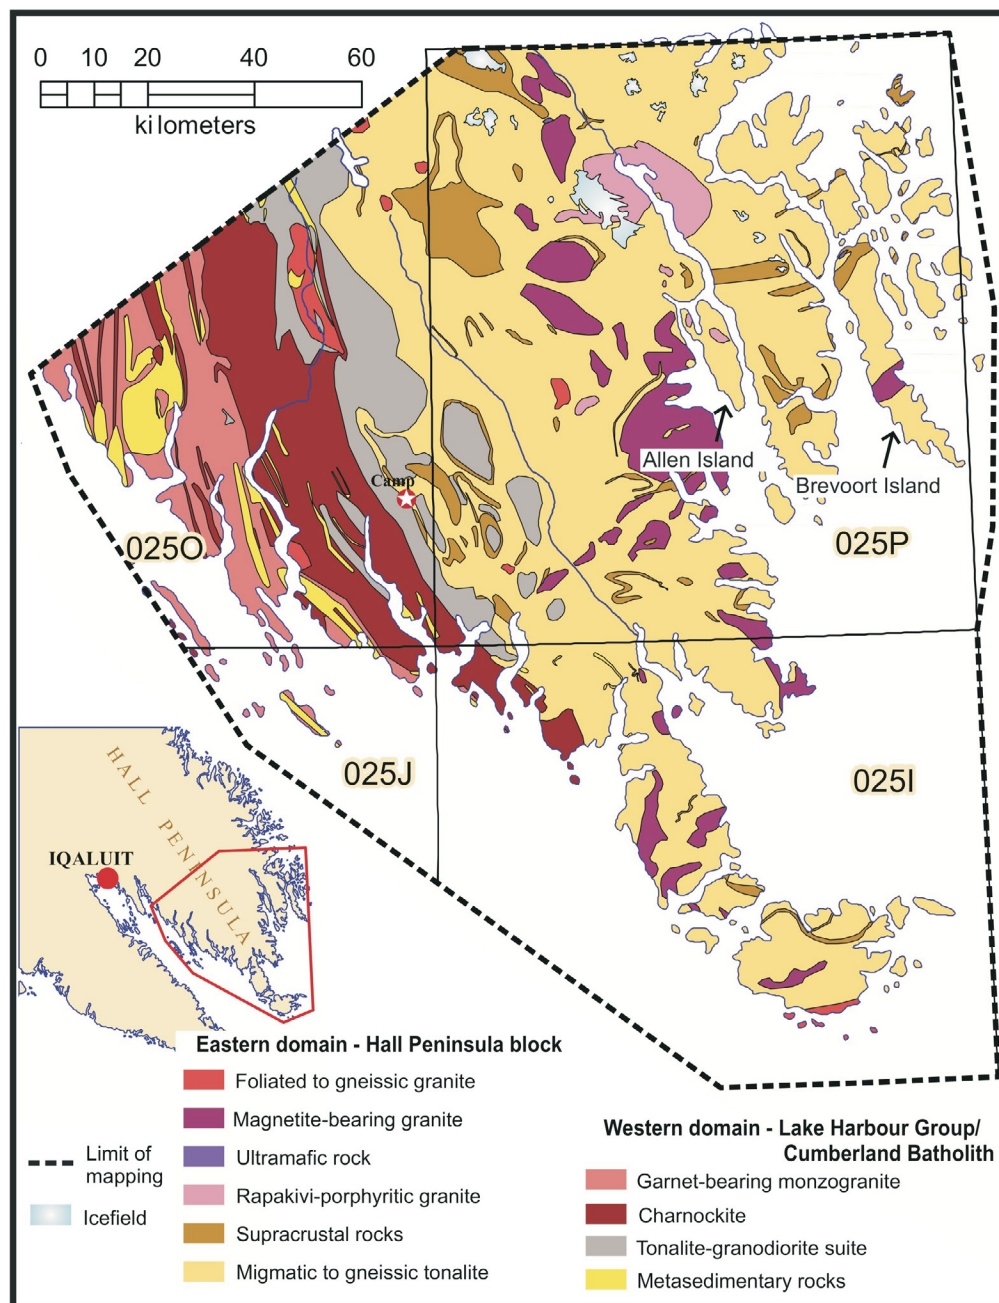 0 10 20 60
kilometers
Camp
Allen Island
Brevoort Island
025O
025P
025J
025I
HALL
PENINSULA
IQALUIT
Eastern domain - Hall Peninsula block
Foliated to gneissic granite
Magnetite-bearing granite
Ultramafic rock
Rapakivi-porphyritic granite
Supracrustal rocks
Migmatic to gneissic tonalite
Limit of
mapping
Icefield
Western domain - Lake Harbour Group/
Cumberland Batholith
Garnet-bearing monzogranite
Charnockite
Tonalite-granodiorite suite
Metasedimentary rocks